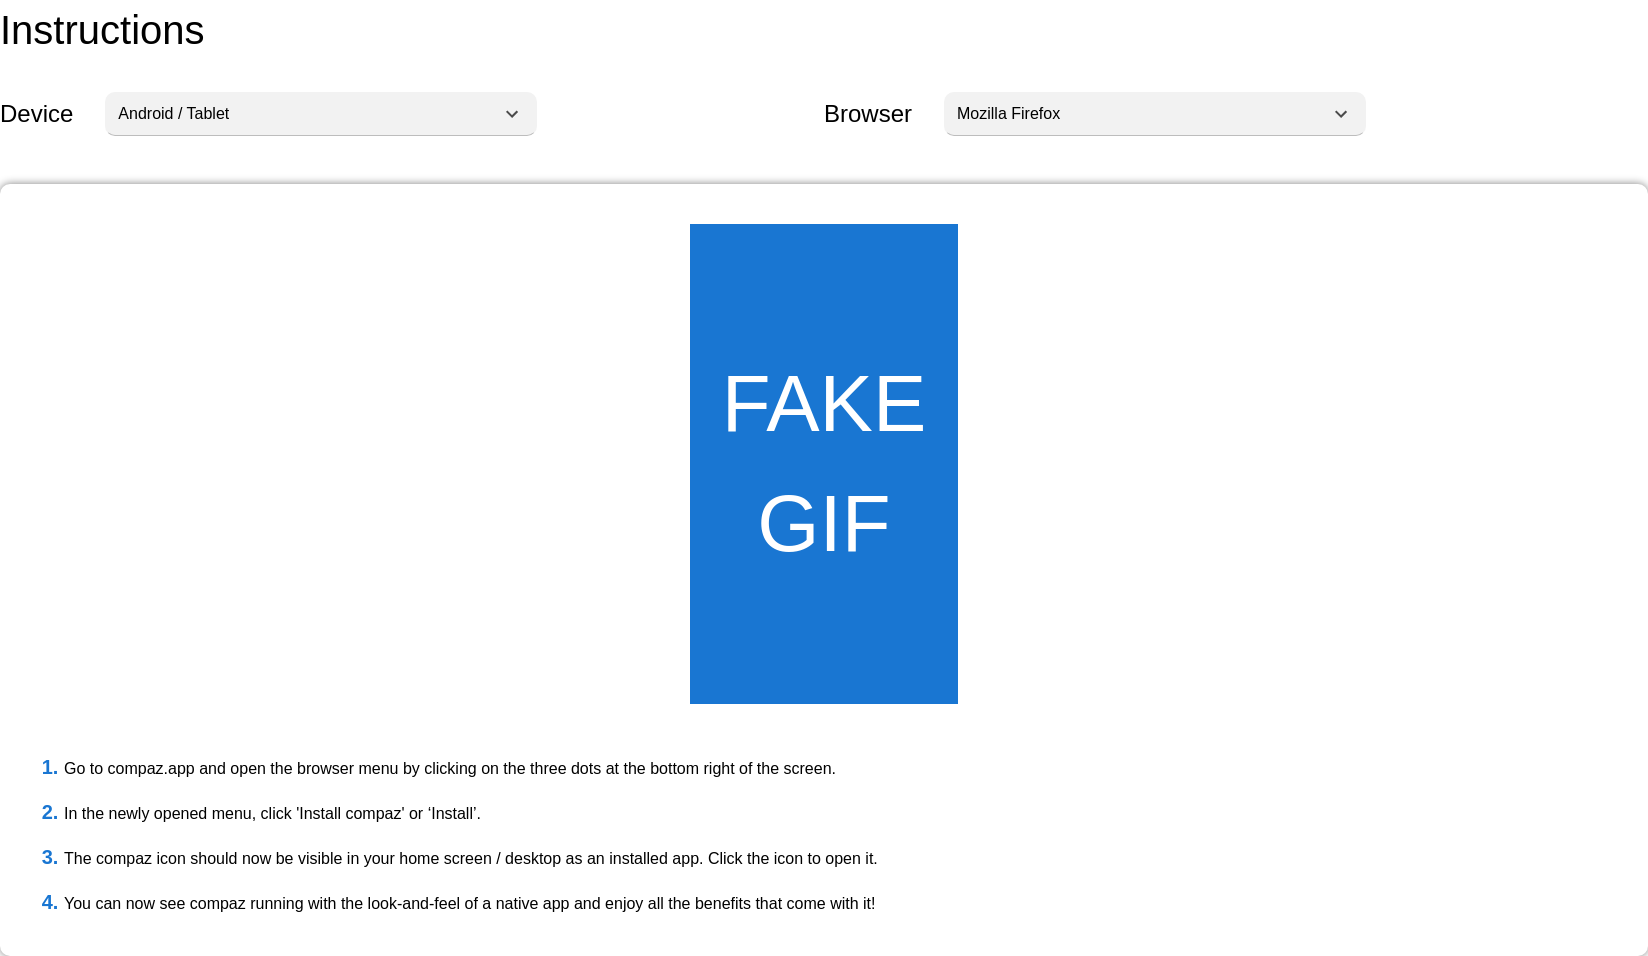 Instructions
Device
Android / Tablet
Browser
Mozilla Firefox
FAKE
GIF
1. Go to compaz.app and open the browser menu by clicking on the three dots at the bottom right of the screen.
2. In the newly opened menu, click 'Install compaz' or ‘Install’.
3. The compaz icon should now be visible in your home screen / desktop as an installed app. Click the icon to open it.
4. You can now see compaz running with the look-and-feel of a native app and enjoy all the benefits that come with it!